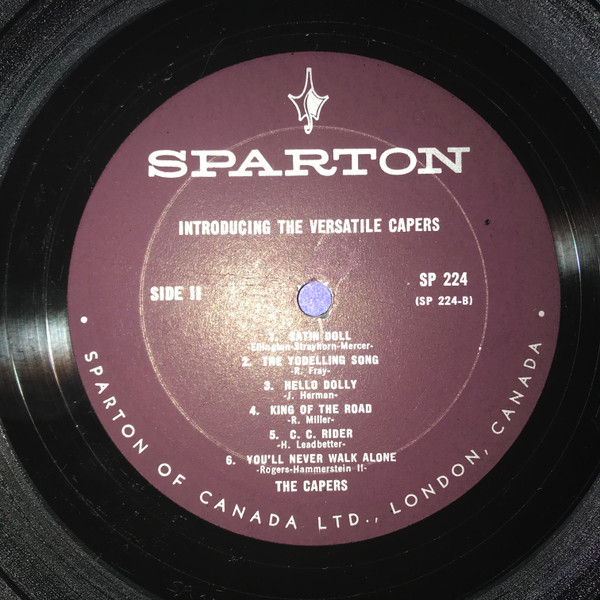 SPARTON
INTRODUCING THE VERSATILE CAPERS
SIDE II
SP 224
(SP 224-B)
1. SATIN DOLL
-Ellington-Strayhorn-Mercer-
2. THE YODELLING SONG
-R. Fray-
3. HELLO DOLLY
-J. Herman-
4. KING OF THE ROAD
-R. Miller-
5. C. C. RIDER
-H. Leadbetter-
6. YOU'LL NEVER WALK ALONE
-Rogers-Hammerstein II-
THE CAPERS
• SPARTON OF CANADA LTD., LONDON, CANADA •